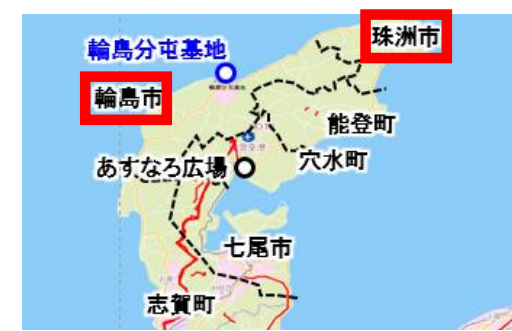 珠洲市
輪島分屯基地
輪島市
能登町
あすなろ広場
穴水町
七尾市
志賀町